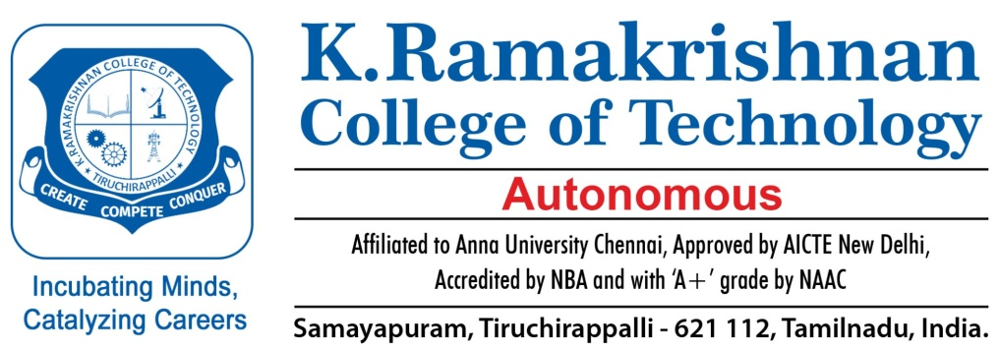 K.RAMAKRISHNAN COLLEGE OF TECHNOLOGY
★ TIRUCHIRAPPALLI ★
CREATE COMPETE CONQUER
Incubating Minds,
Catalyzing Careers
K.Ramakrishnan
College of Technology
Autonomous
Affiliated to Anna University Chennai, Approved by AICTE New Delhi,
Accredited by NBA and with ‘A+’ grade by NAAC
Samayapuram, Tiruchirappalli - 621 112, Tamilnadu, India.